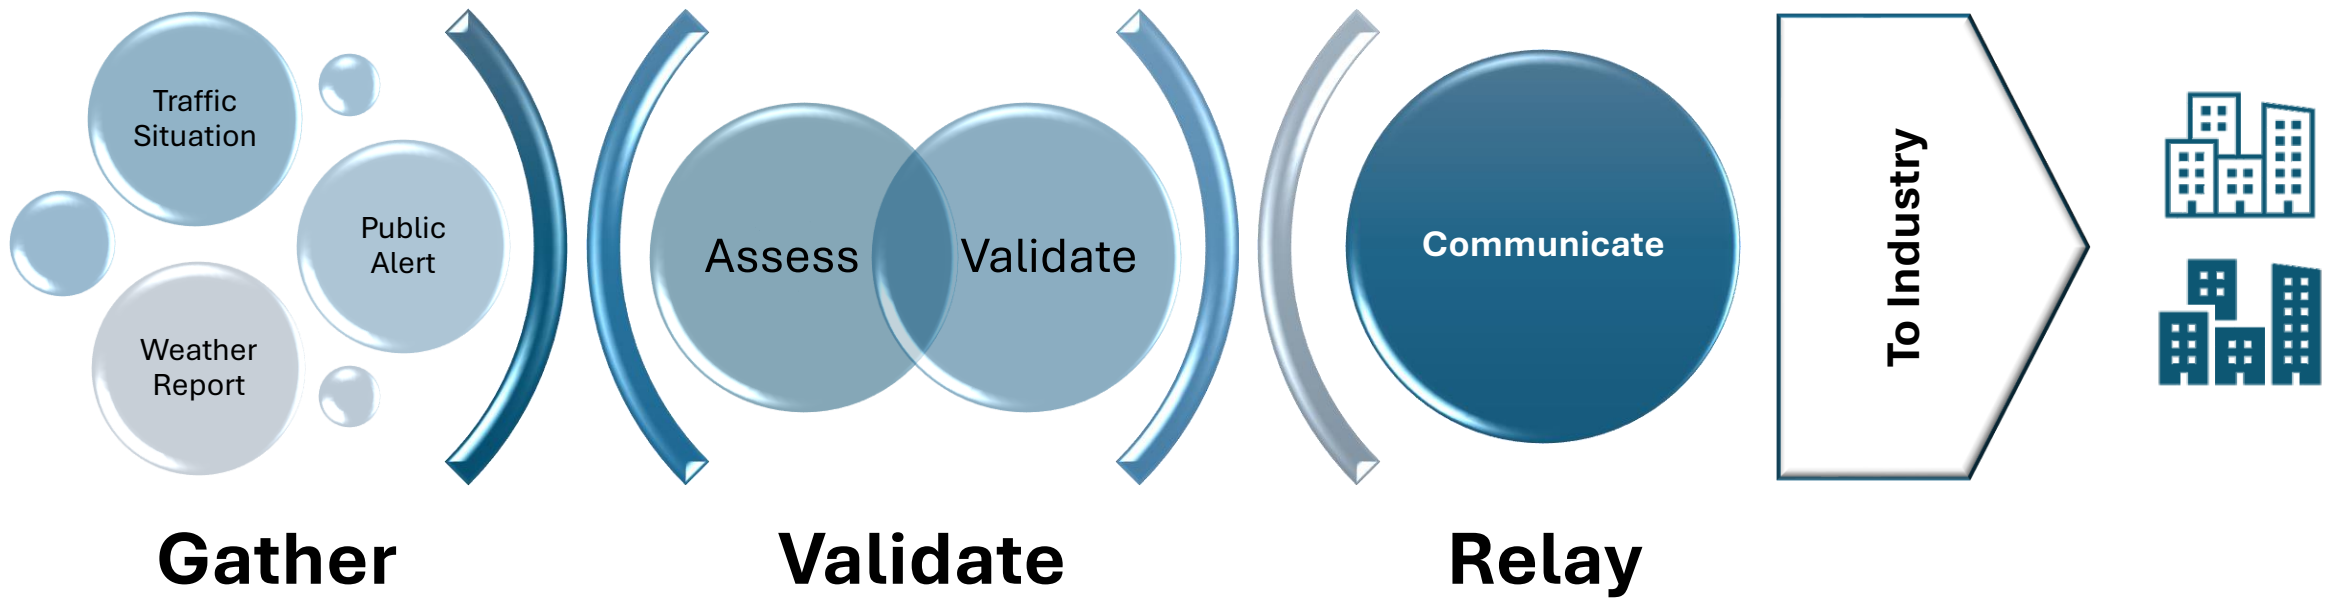 Traffic
Situation
Public
Alert
Weather
Report
Assess
Validate
Communicate
To Industry
Gather
Validate
Relay